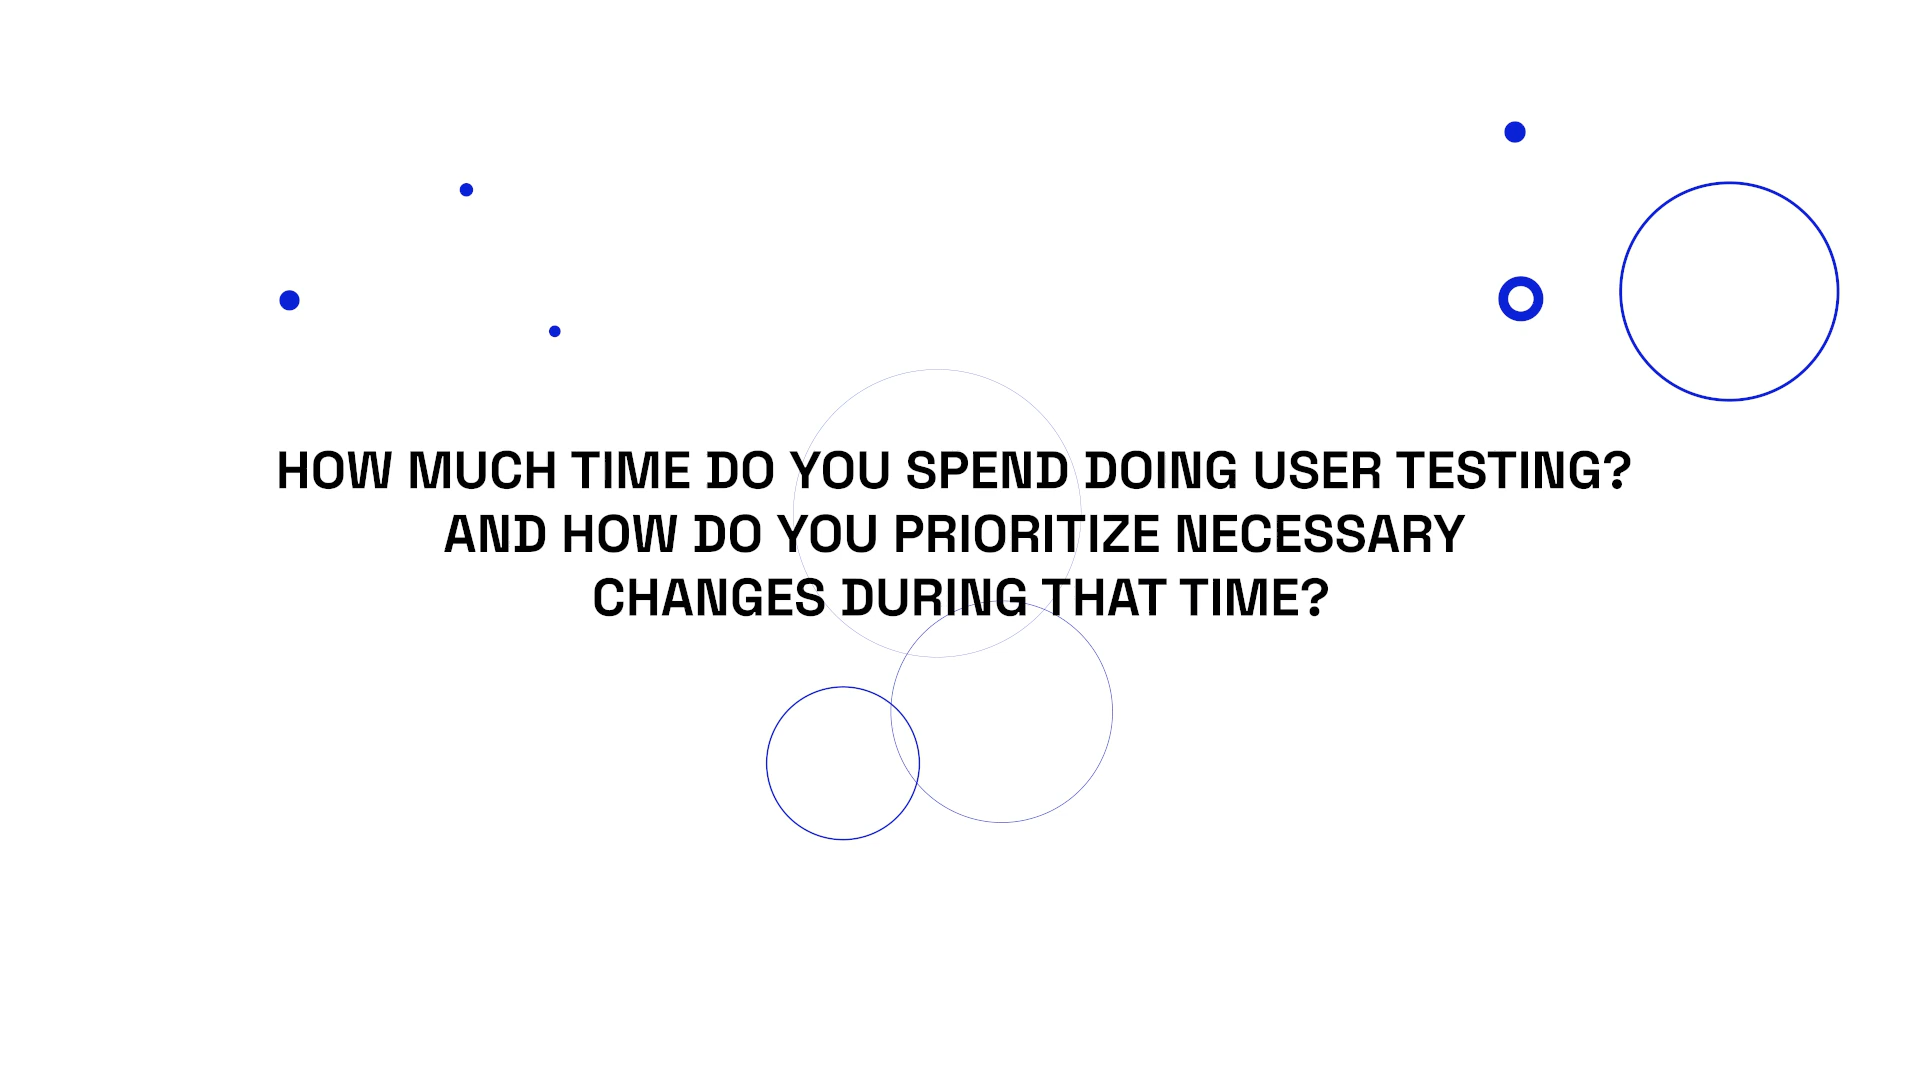 HOW MUCH TIME DO YOU SPEND DOING USER TESTING?
AND HOW DO YOU PRIORITIZE NECESSARY
CHANGES DURING THAT TIME?